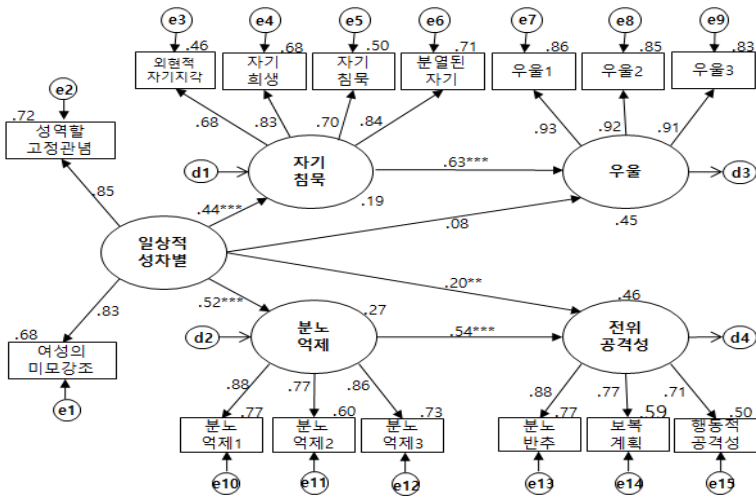 e3
e4
e5
e6
e7
e8
e9
.46
.68
.50
.71
.86
.85
.83
외현적
자기지각
자기
희생
자기
침묵
분열된
자기
우울1
우울2
우울3
e2
.72
성역할
고정관념
.68
.83
.70
.84
.93
.92
.91
d1
자기
침묵
.63***
우울
d3
.85
.44***
.19
.08
.45
일상적
성차별
.83
.52***
.20**
.27
.46
.68
여성의
미모강조
e1
d2
분노
억제
.54***
전위
공격성
d4
.88
.77
.86
.88
.77
.71
.77
.60
.73
.77
.59
.50
분노
억제1
분노
억제2
분노
억제3
분노
반추
보복
계획
행동적
공격성
e10
e11
e12
e13
e14
e15